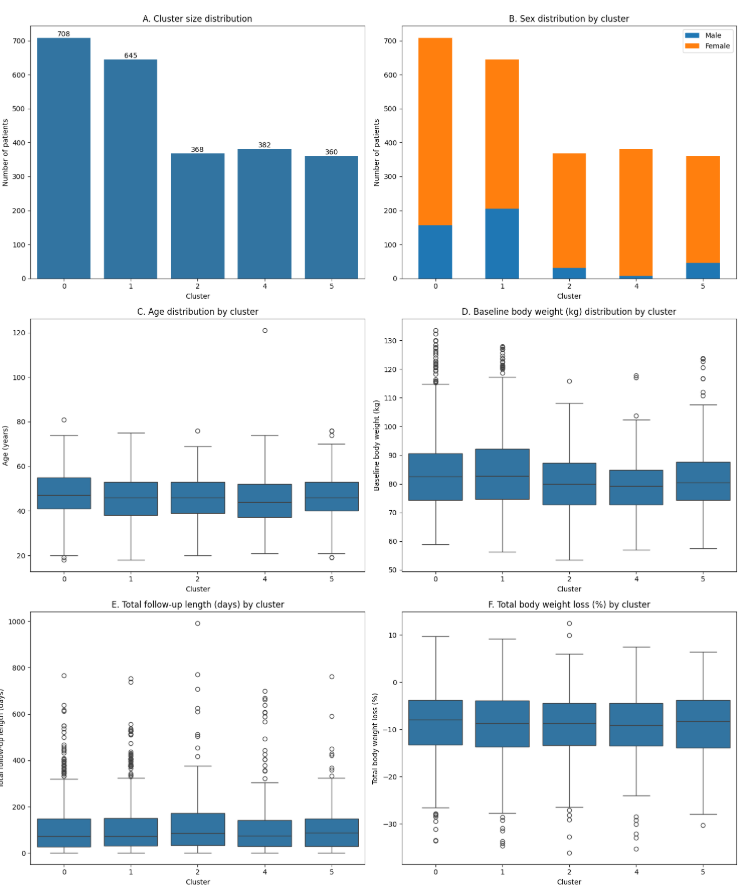 A. Cluster size distribution
700
600
500
400
300
200
100
0
Number of patients
708
645
368
382
360
0 1 2 4 5
Cluster
B. Sex distribution by cluster
700
600
500
400
300
200
100
0
Number of patients
Male
Female
0 1 2 4 5
Cluster
C. Age distribution by cluster
120
100
80
60
40
20
Age (years)
0 1 2 4 5
Cluster
D. Baseline body weight (kg) distribution by cluster
130
120
110
100
90
80
70
60
50
Baseline body weight (kg)
0 1 2 4 5
Cluster
E. Total follow-up length (days) by cluster
1000
800
600
400
200
0
Total follow-up length (days)
0 1 2 4 5
Cluster
F. Total body weight loss (%) by cluster
10
0
−10
−20
−30
Total body weight loss (%)
0 1 2 4 5
Cluster